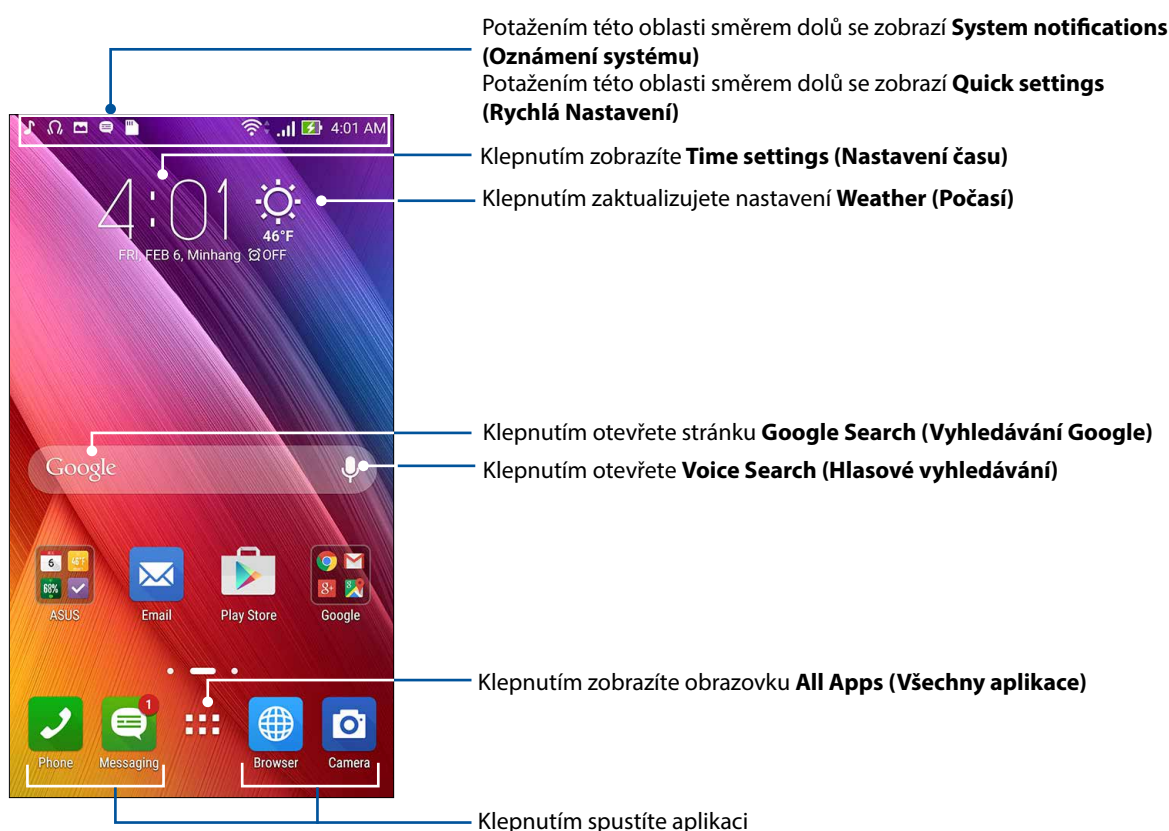 Potažením této oblasti směrem dolů se zobrazí System notifications
(Oznámení systému)
Potažením této oblasti směrem dolů se zobrazí Quick settings
(Rychlá Nastavení)
4:01 AM
Klepnutím zobrazíte Time settings (Nastavení času)
Klepnutím zaktualizujete nastavení Weather (Počasí)
4:01
46°F
FRI, FEB 6, Minhang OFF
Klepnutím otevřete stránku Google Search (Vyhledávání Google)
Google
Klepnutím otevřete Voice Search (Hlasové vyhledávání)
6
68%
8+
ASUS
Email
Play Store
Google
Klepnutím zobrazíte obrazovku All Apps (Všechny aplikace)
1
Phone
Messaging
Browser
Camera
Klepnutím spustíte aplikaci